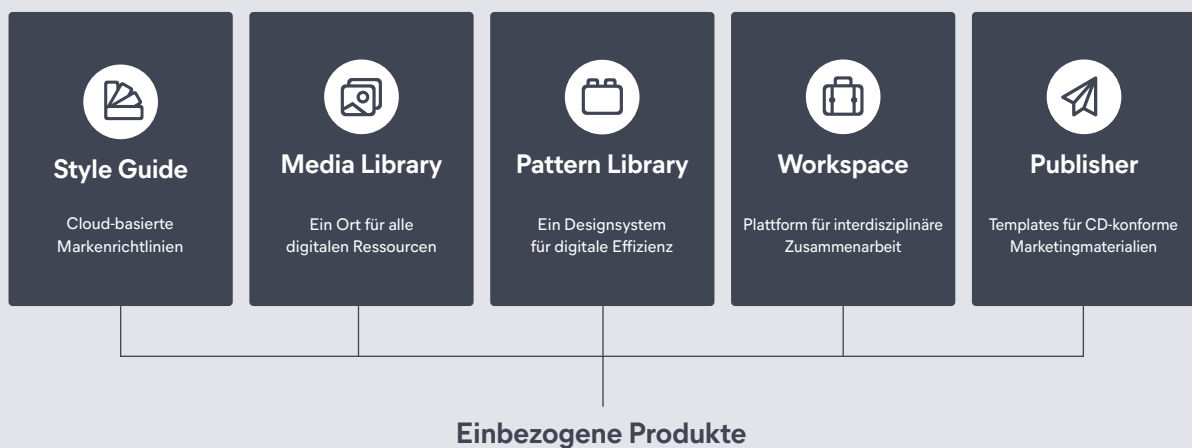 Style Guide
Cloud-basierte
Markenrichtlinien
Media Library
Ein Ort für alle
digitalen Ressourcen
Pattern Library
Ein Designsystem
für digitale Effizienz
Workspace
Plattform für interdisziplinäre
Zusammenarbeit
Publisher
Templates für CD-konforme
Marketingmaterialien
Einbezogene Produkte